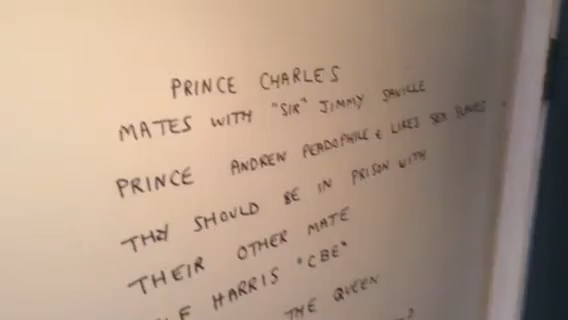 PRINCE CHARLES
MATES WITH "SIR" JIMMY SAVILLE
PRINCE ANDREW PEADOPHILE & LIKES SEX SLAVES
THEY SHOULD BE IN PRISON WITH
THEIR OTHER MATE
LF HARRIS "CBE"
THE QUEEN